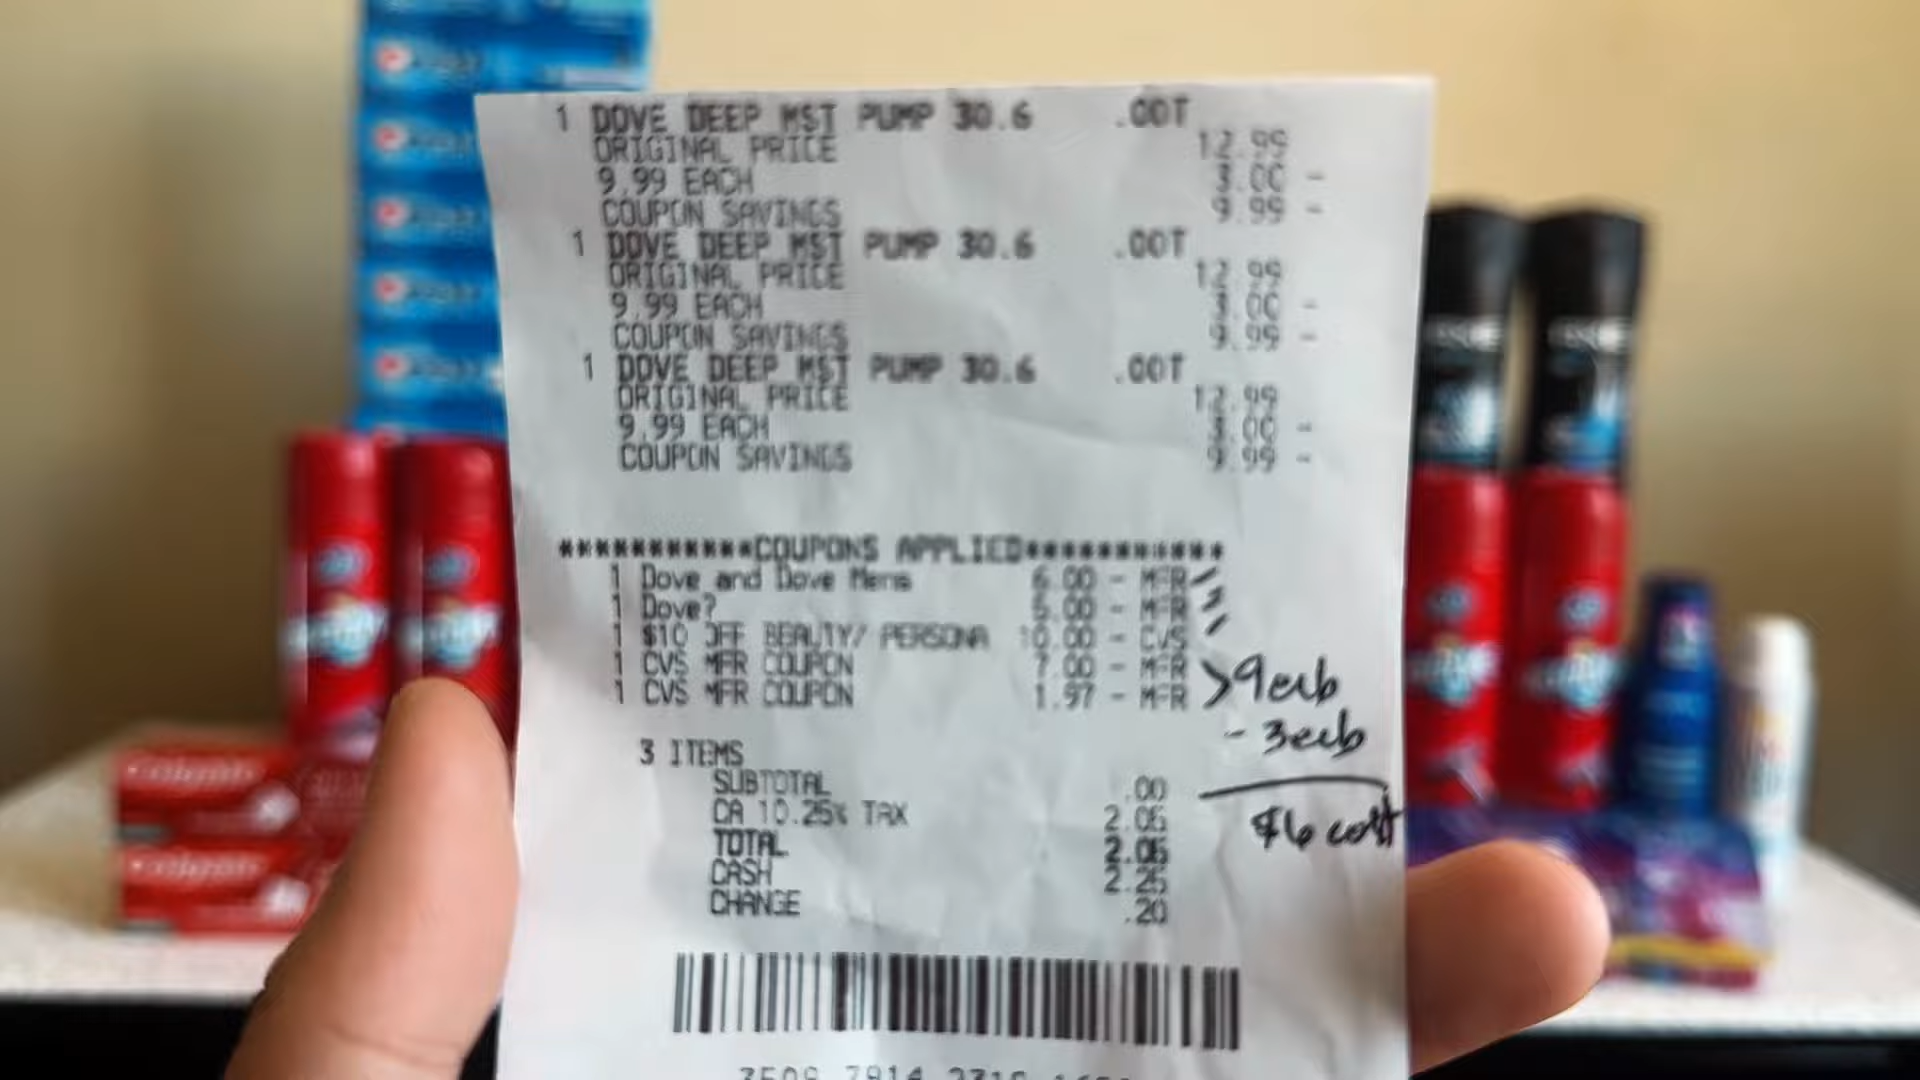 1 DOVE DEEP MST PUMP 30.6 .00T
ORIGINAL PRICE 12.99
9.99 EACH 3.00 -
COUPON SAVINGS 9.99 -
1 DOVE DEEP MST PUMP 30.6 .00T
ORIGINAL PRICE 12.99
9.99 EACH 3.00 -
COUPON SAVINGS 9.99 -
1 DOVE DEEP MST PUMP 30.6 .00T
ORIGINAL PRICE 12.99
9.99 EACH 3.00 -
COUPON SAVINGS 9.99 -
***********COUPONS APPLIED***********
1 Dove and Dove Mens 6.00 - MFR
1 Dove? 5.00 - MFR
1 $10 OFF BEAUTY/ PERSONA 10.00 - CVS
1 CVS MFR COUPON 7.00 - MFR
1 CVS MFR COUPON 1.97 - MFR
>9ecb
- 3ecb
$6 cost
3 ITEMS
SUBTOTAL .00
CA 10.25% TAX 2.05
TOTAL 2.05
CASH 2.25
CHANGE .20
Colgate
Colgate